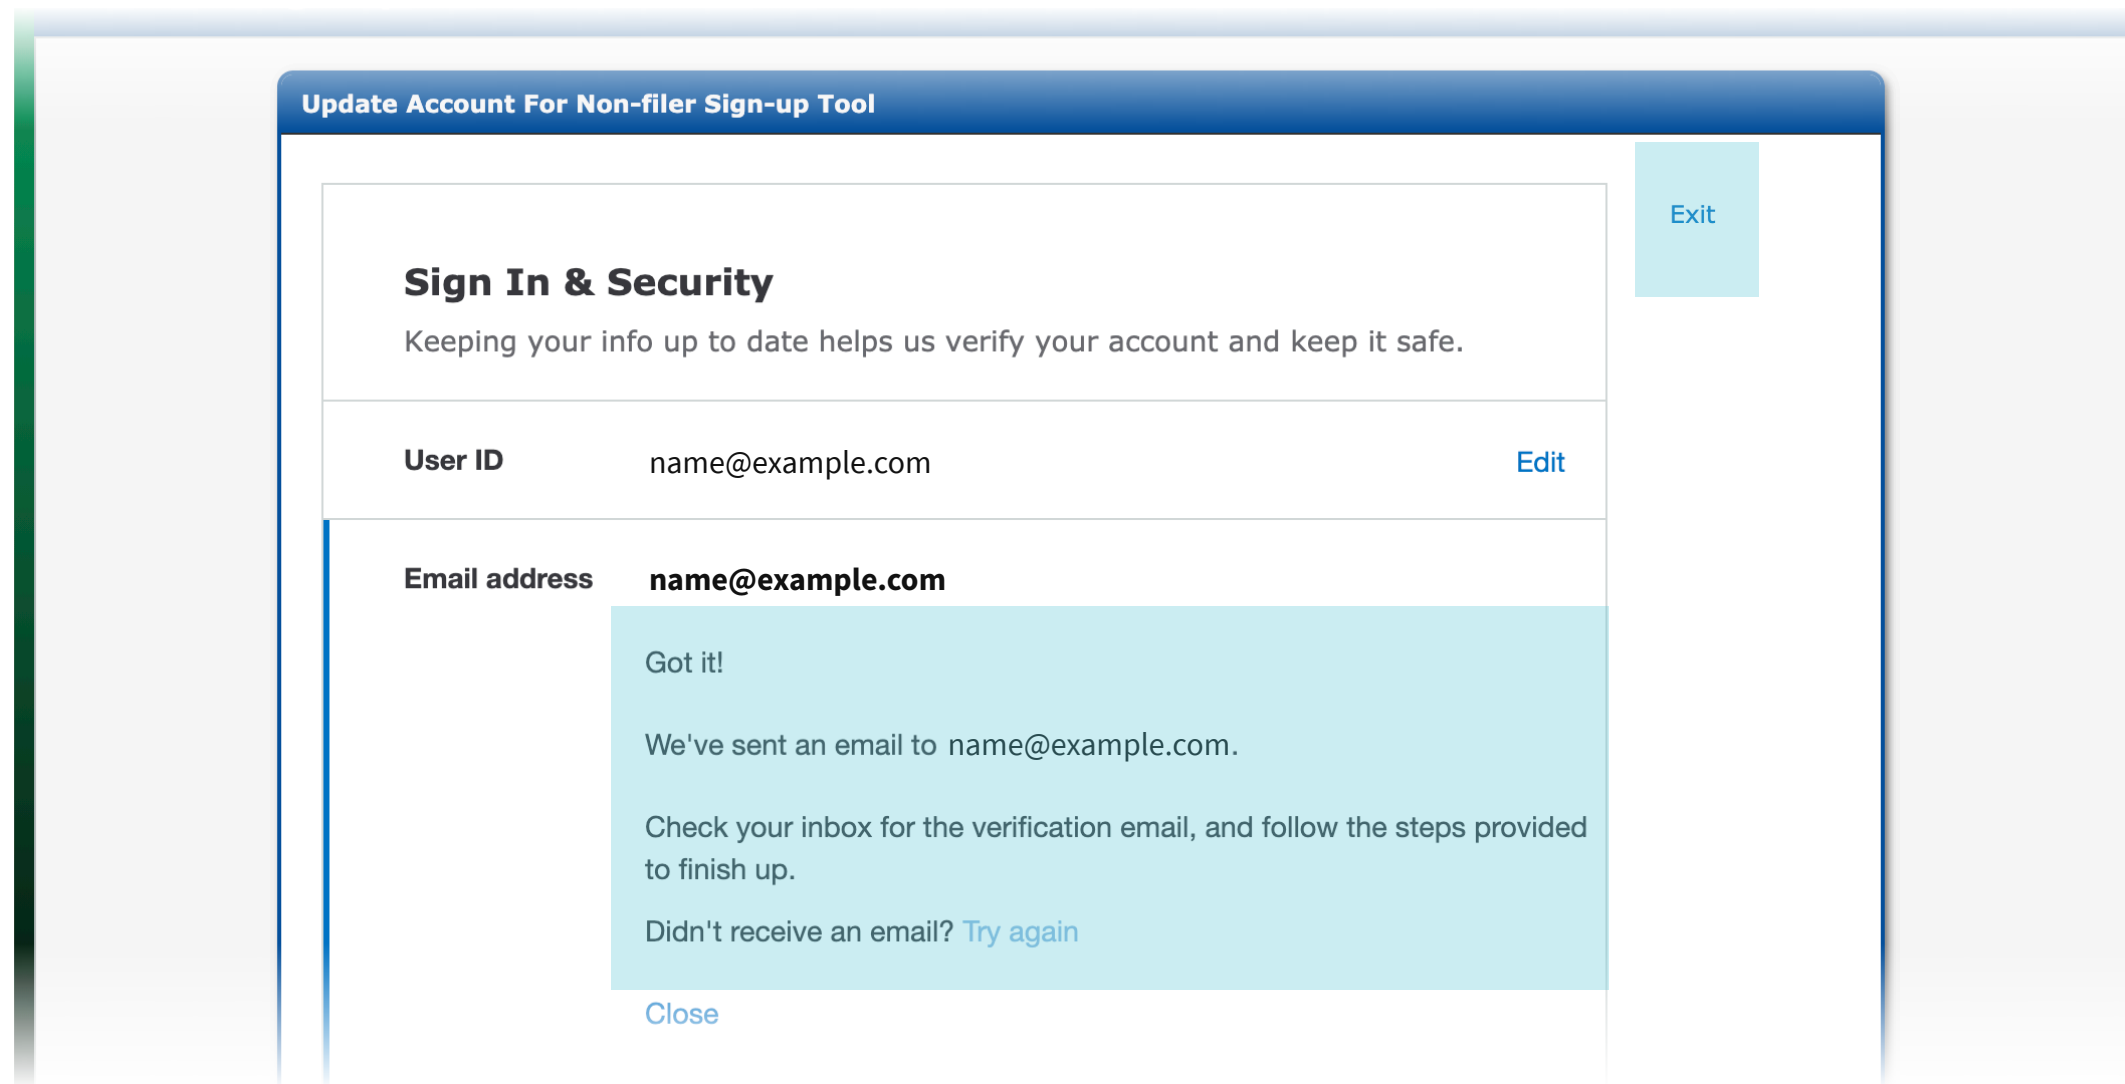 Update Account For Non-filer Sign-up Tool
Exit
Sign In & Security
Keeping your info up to date helps us verify your account and keep it safe.
User ID name@example.com Edit
Email address name@example.com
Got it!
We've sent an email to name@example.com.
Check your inbox for the verification email, and follow the steps provided
to finish up.
Didn't receive an email? Try again
Close